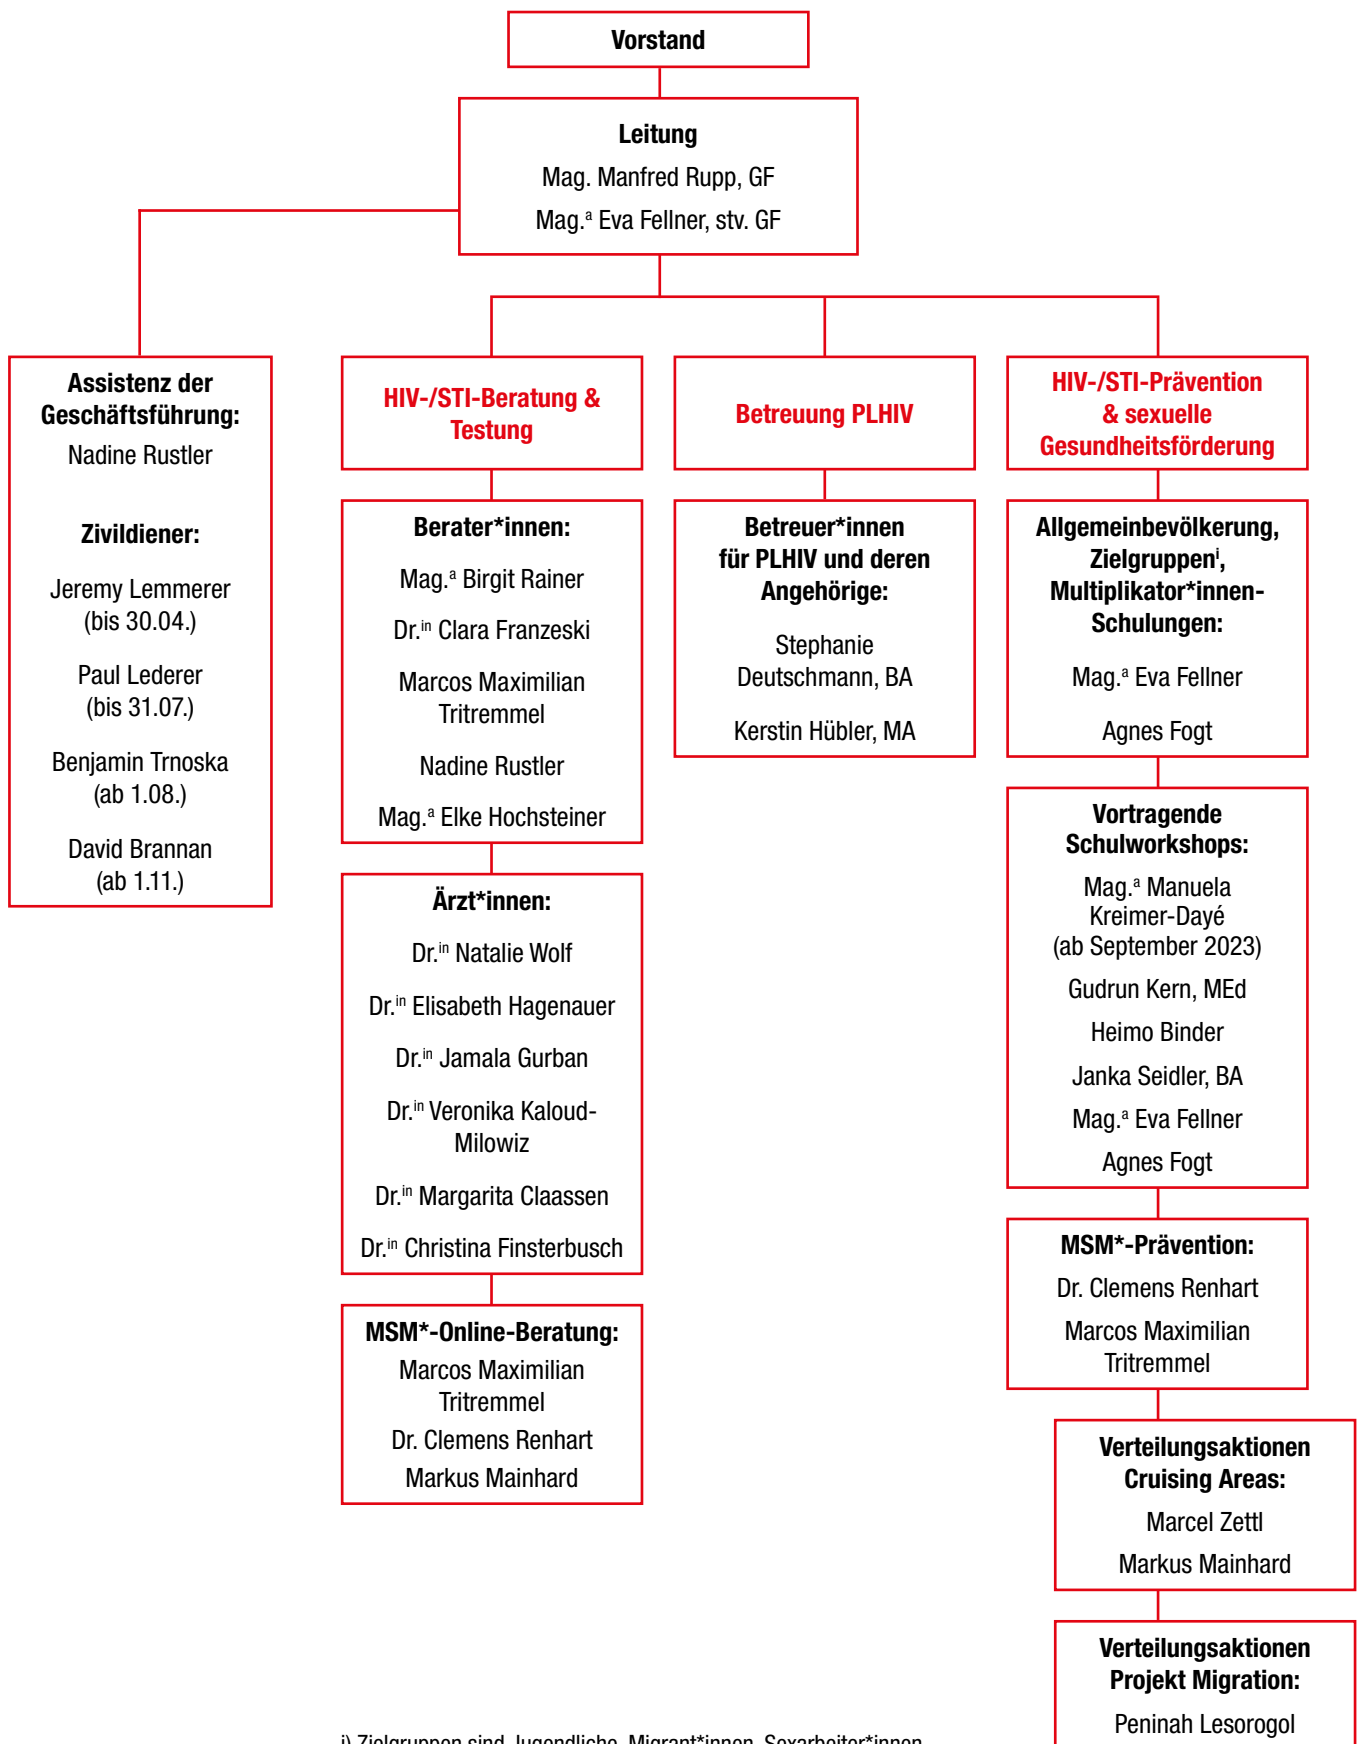 Vorstand
Leitung
Mag. Manfred Rupp, GF
Mag.ª Eva Fellner, stv. GF
Assistenz der
Geschäftsführung:
Nadine Rustler
Zivildiener:
Jeremy Lemmerer
(bis 30.04.)
Paul Lederer
(bis 31.07.)
Benjamin Trnoska
(ab 1.08.)
David Brannan
(ab 1.11.)
HIV-/STI-Beratung &
Testung
Berater*innen:
Mag.ª Birgit Rainer
Dr.ⁱⁿ Clara Franzeski
Marcos Maximilian
Tritremmel
Nadine Rustler
Mag.ª Elke Hochsteiner
Ärzt*innen:
Dr.ⁱⁿ Natalie Wolf
Dr.ⁱⁿ Elisabeth Hagenauer
Dr.ⁱⁿ Jamala Gurban
Dr.ⁱⁿ Veronika Kaloud-
Milowiz
Dr.ⁱⁿ Margarita Claassen
Dr.ⁱⁿ Christina Finsterbusch
MSM*-Online-Beratung:
Marcos Maximilian
Tritremmel
Dr. Clemens Renhart
Markus Mainhard
Betreuung PLHIV
Betreuer*innen
für PLHIV und deren
Angehörige:
Stephanie
Deutschmann, BA
Kerstin Hübler, MA
HIV-/STI-Prävention
& sexuelle
Gesundheitsförderung
Allgemeinbevölkerung,
Zielgruppenⁱ,
Multiplikator*innen-
Schulungen:
Mag.ª Eva Fellner
Agnes Fogt
Vortragende
Schulworkshops:
Mag.ª Manuela
Kreimer-Dayé
(ab September 2023)
Gudrun Kern, MEd
Heimo Binder
Janka Seidler, BA
Mag.ª Eva Fellner
Agnes Fogt
MSM*-Prävention:
Dr. Clemens Renhart
Marcos Maximilian
Tritremmel
Verteilungsaktionen
Cruising Areas:
Marcel Zettl
Markus Mainhard
Verteilungsaktionen
Projekt Migration:
Peninah Lesorogol
i) Zielgruppen sind Jugendliche, Migrant*innen, Sexarbeiter*innen